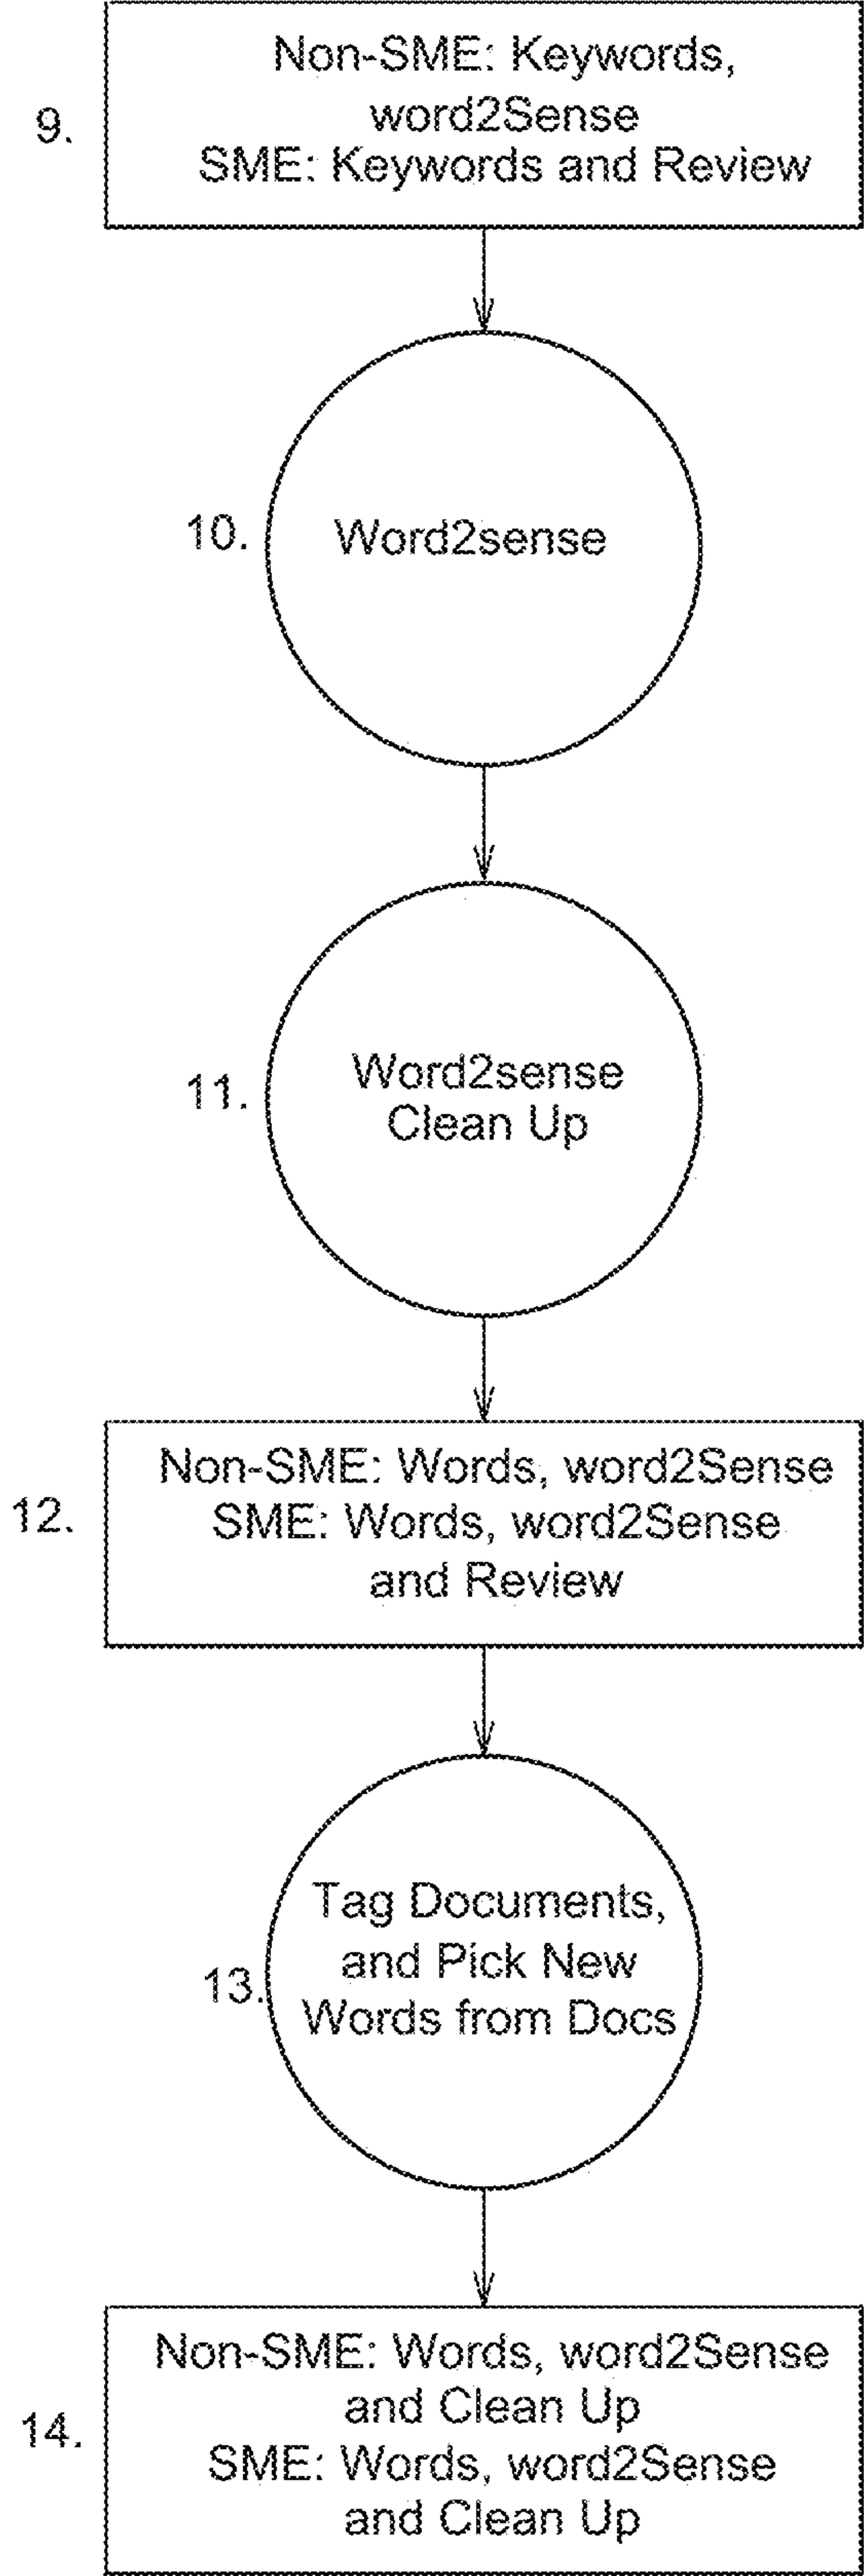 Non-SME: Keywords,
word2Sense
9.
SME: Keywords and Review
10.
Word2sense
Word2sense
11.
Clean Up
Non-SME: Words, word2Sense
12.
SME: Words, word2Sense
and Review
Tag Documents,
and Pick New
13.
Words from Docs
Non-SME: Words, word2Sense
and Clean Up
14.
SME: Words, word2Sense
and Clean Up